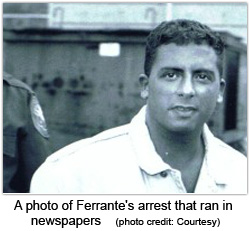 A photo of Ferrante's arrest that ran in
newspapers (photo credit: Courtesy)